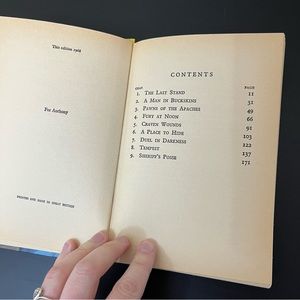 This edition 1968
For Anthony
PRINTED AND MADE IN GREAT BRITAIN
CONTENTS
CHAP. PAGE
1. The Last Stand 11
2. A Man in Buckskins 31
3. Pawns of the Apaches 49
4. Fury at Noon 66
5. Craven Wounds 91
6. A Place to Hide 103
7. Duel in Darkness 122
8. Tempest 137
9. Sheriff's Posse 171